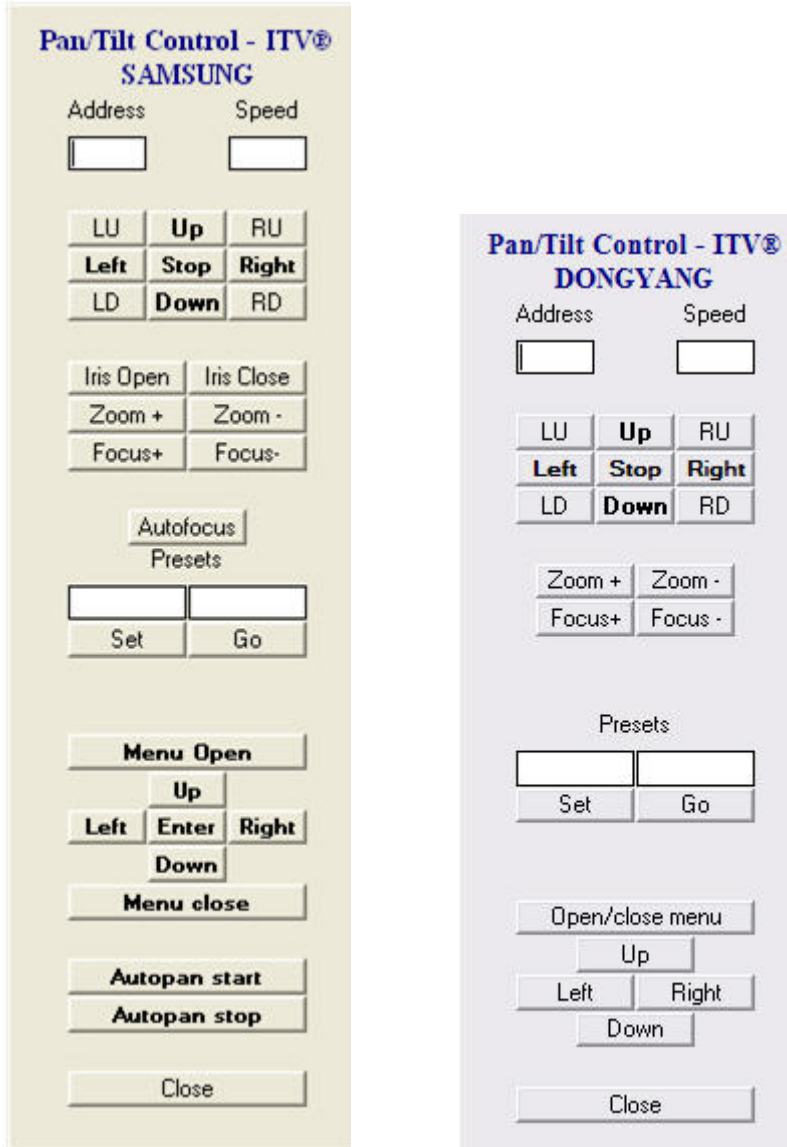 Pan/Tilt Control - ITV®
SAMSUNG
Address Speed
LU Up RU
Left Stop Right
LD Down RD
Iris Open Iris Close
Zoom + Zoom -
Focus+ Focus-
Autofocus
Presets
Set Go
Menu Open
Up
Left Enter Right
Down
Menu close
Autopan start
Autopan stop
Close
Pan/Tilt Control - ITV®
DONGYANG
Address Speed
LU Up RU
Left Stop Right
LD Down RD
Zoom + Zoom -
Focus+ Focus -
Presets
Set Go
Open/close menu
Up
Left Right
Down
Close